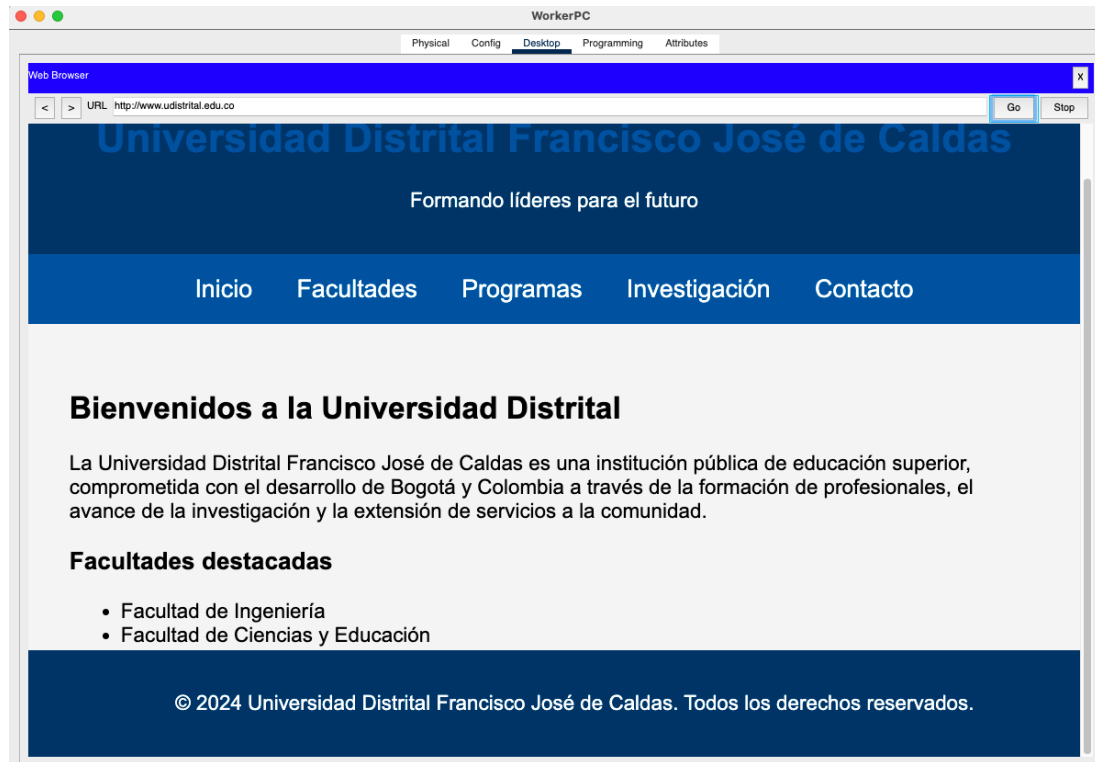 WorkerPC
Physical Config Desktop Programming Attributes
Web Browser
X
< > URL http://www.udistrital.edu.co Go Stop
Universidad Distrital Francisco José de Caldas
Formando líderes para el futuro
Inicio Facultades Programas Investigación Contacto
Bienvenidos a la Universidad Distrital
La Universidad Distrital Francisco José de Caldas es una institución pública de educación superior,
comprometida con el desarrollo de Bogotá y Colombia a través de la formación de profesionales, el
avance de la investigación y la extensión de servicios a la comunidad.
Facultades destacadas
• Facultad de Ingeniería
• Facultad de Ciencias y Educación
© 2024 Universidad Distrital Francisco José de Caldas. Todos los derechos reservados.